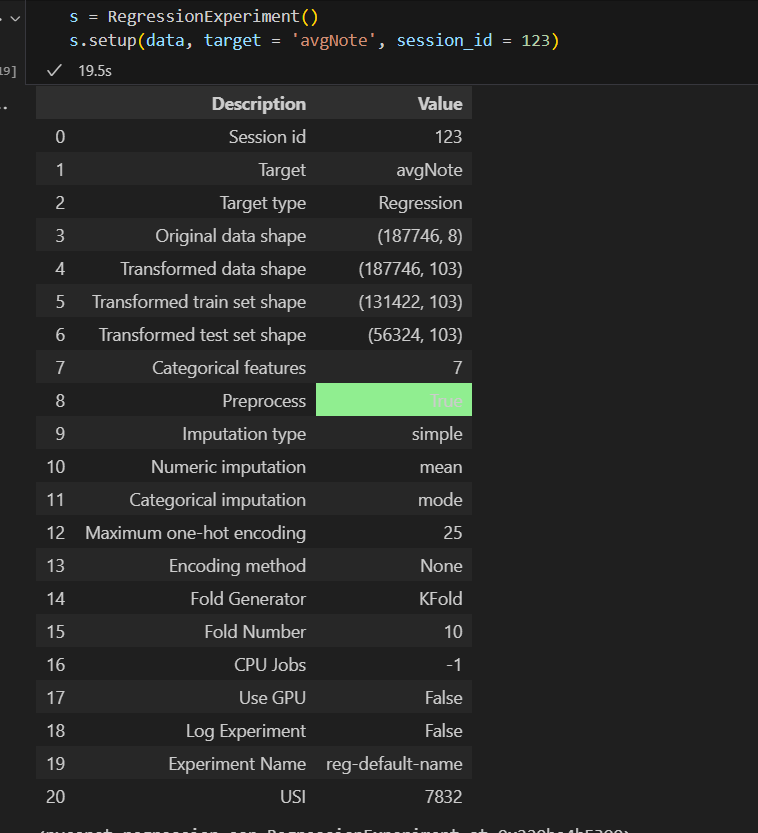 s = RegressionExperiment()
s.setup(data, target = 'avgNote', session_id = 123)
19] 19.5s
Description Value
0 Session id 123
1 Target avgNote
2 Target type Regression
3 Original data shape (187746, 8)
4 Transformed data shape (187746, 103)
5 Transformed train set shape (131422, 103)
6 Transformed test set shape (56324, 103)
7 Categorical features 7
8 Preprocess True
9 Imputation type simple
10 Numeric imputation mean
11 Categorical imputation mode
12 Maximum one-hot encoding 25
13 Encoding method None
14 Fold Generator KFold
15 Fold Number 10
16 CPU Jobs -1
17 Use GPU False
18 Log Experiment False
19 Experiment Name reg-default-name
20 USI 7832